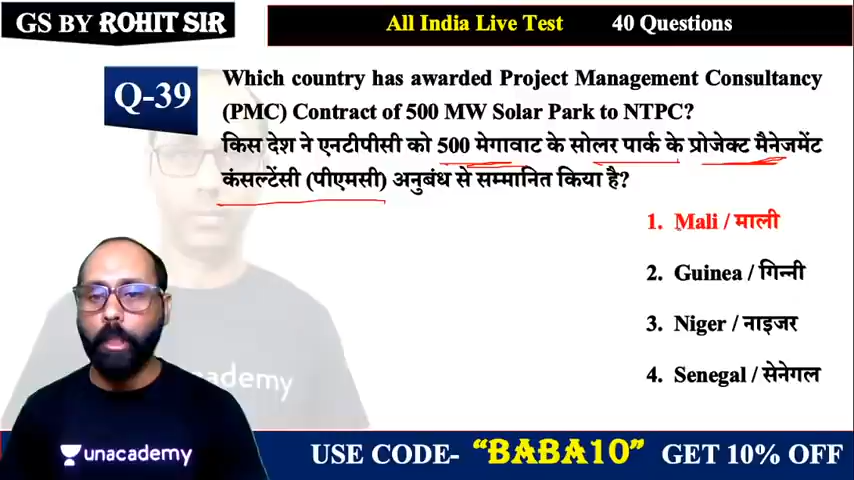 GS BY ROHIT SIR
All India Live Test 40 Questions
Q-39
Which country has awarded Project Management Consultancy
(PMC) Contract of 500 MW Solar Park to NTPC?
किस देश ने एनटीपीसी को 500 मेगावाट के सोलर पार्क के प्रोजेक्ट मैनेजमेंट
कंसल्टेंसी (पीएमसी) अनुबंध से सम्मानित किया है?
1. Mali / माली
2. Guinea / गिन्नी
3. Niger / नाइजर
4. Senegal / सेनेगल
unacademy
USE CODE- “BABA10” GET 10% OFF